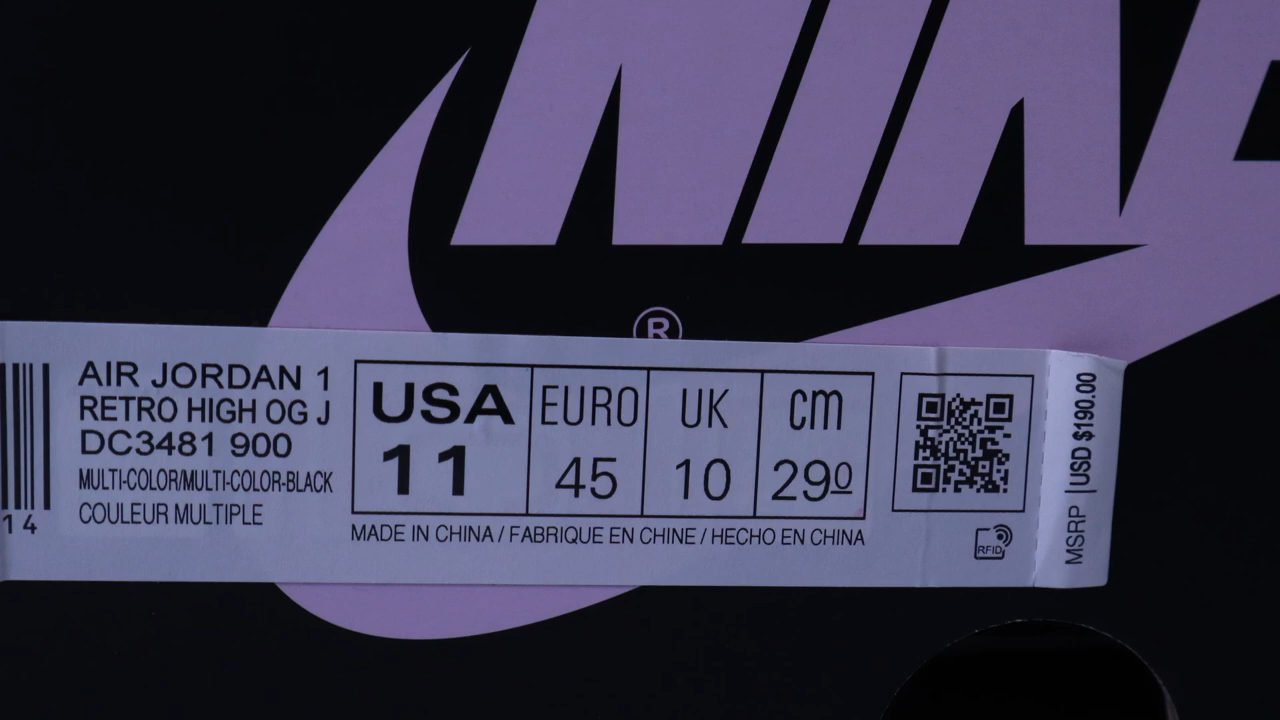 NIKE
®
AIR JORDAN 1
RETRO HIGH OG J
DC3481 900
MULTI-COLOR/MULTI-COLOR-BLACK
COULEUR MULTIPLE
14
USA
11
EURO
45
UK
10
cm
290
MADE IN CHINA / FABRIQUE EN CHINE / HECHO EN CHINA
RFID
MSRP | USD $190.00